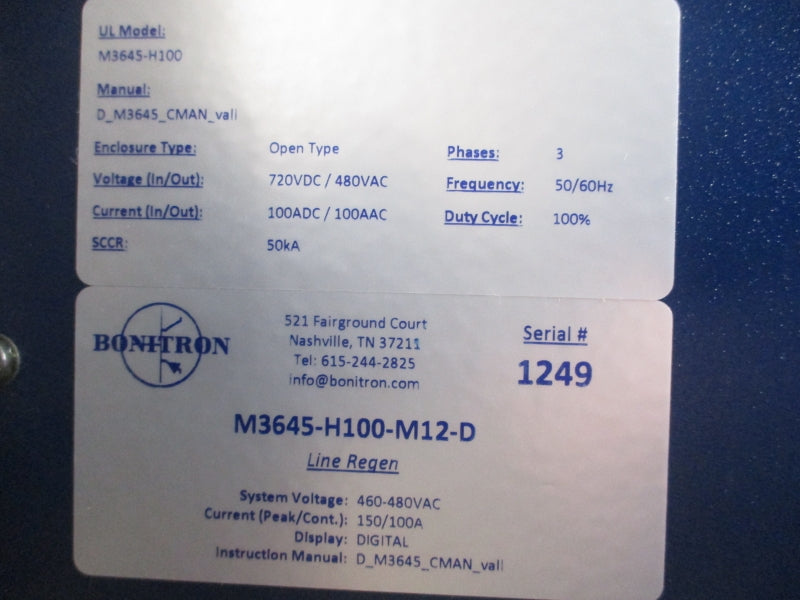 UL Model:
M3645-H100
Manual:
D_M3645_CMAN_vall
Enclosure Type: Open Type Phases: 3
Voltage (In/Out): 720VDC / 480VAC Frequency: 50/60Hz
Current (In/Out): 100ADC / 100AAC Duty Cycle: 100%
SCCR: 50kA
BONITRON
521 Fairground Court
Nashville, TN 37211
Tel: 615-244-2825
info@bonitron.com
Serial #
1249
M3645-H100-M12-D
Line Regen
System Voltage: 460-480VAC
Current (Peak/Cont.): 150/100A
Display: DIGITAL
Instruction Manual: D_M3645_CMAN_vall